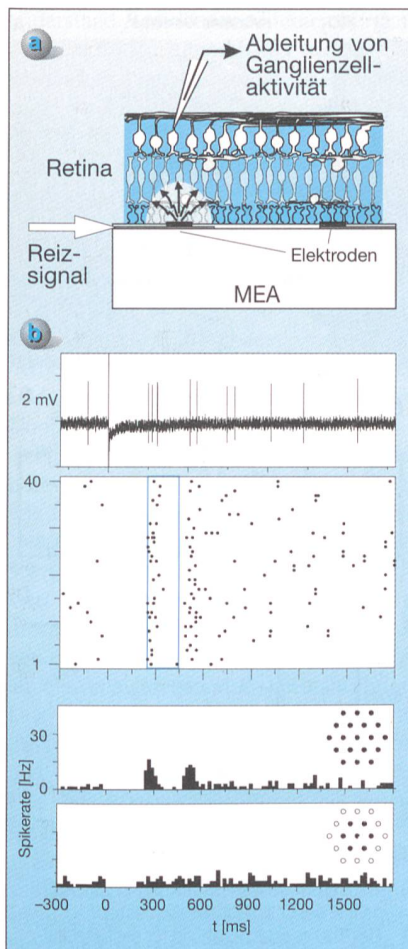 a
Ableitung von
Ganglienzell-
aktivität
Retina
Reiz-
signal
Elektroden
MEA
b
2 mV
40
1
Spikerate [Hz]
30
0
-300 0 300 600 900 1200 1500
t [ms]